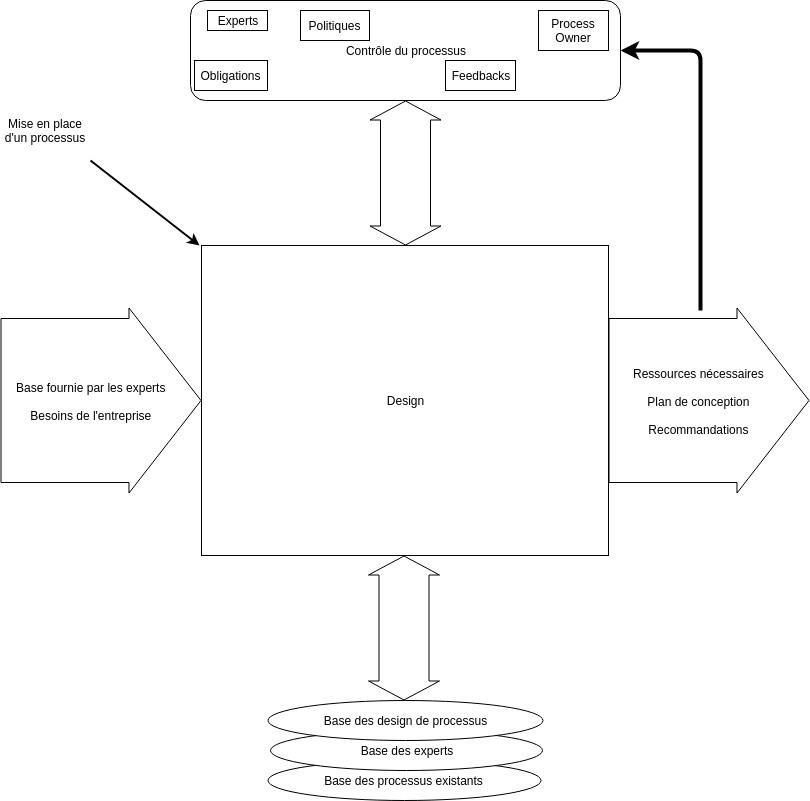 Experts
Politiques
Process
Owner
Contrôle du processus
Obligations
Feedbacks
Mise en place
d'un processus
Base fournie par les experts
Besoins de l'entreprise
Design
Ressources nécessaires
Plan de conception
Recommandations
Base des design de processus
Base des experts
Base des processus existants